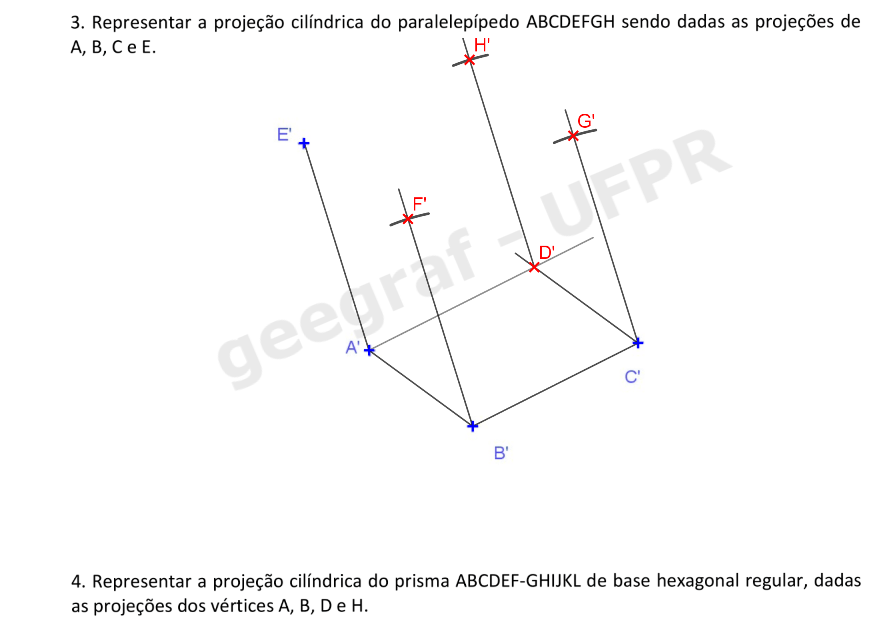 3. Representar a projeção cilíndrica do paralelepípedo ABCDEFGH sendo dadas as projeções de
A, B, C e E.
H'
G'
E'
F'
D'
A'
C'
B'
geegraf - UFPR
4. Representar a projeção cilíndrica do prisma ABCDEF-GHIJKL de base hexagonal regular, dadas
as projeções dos vértices A, B, D e H.